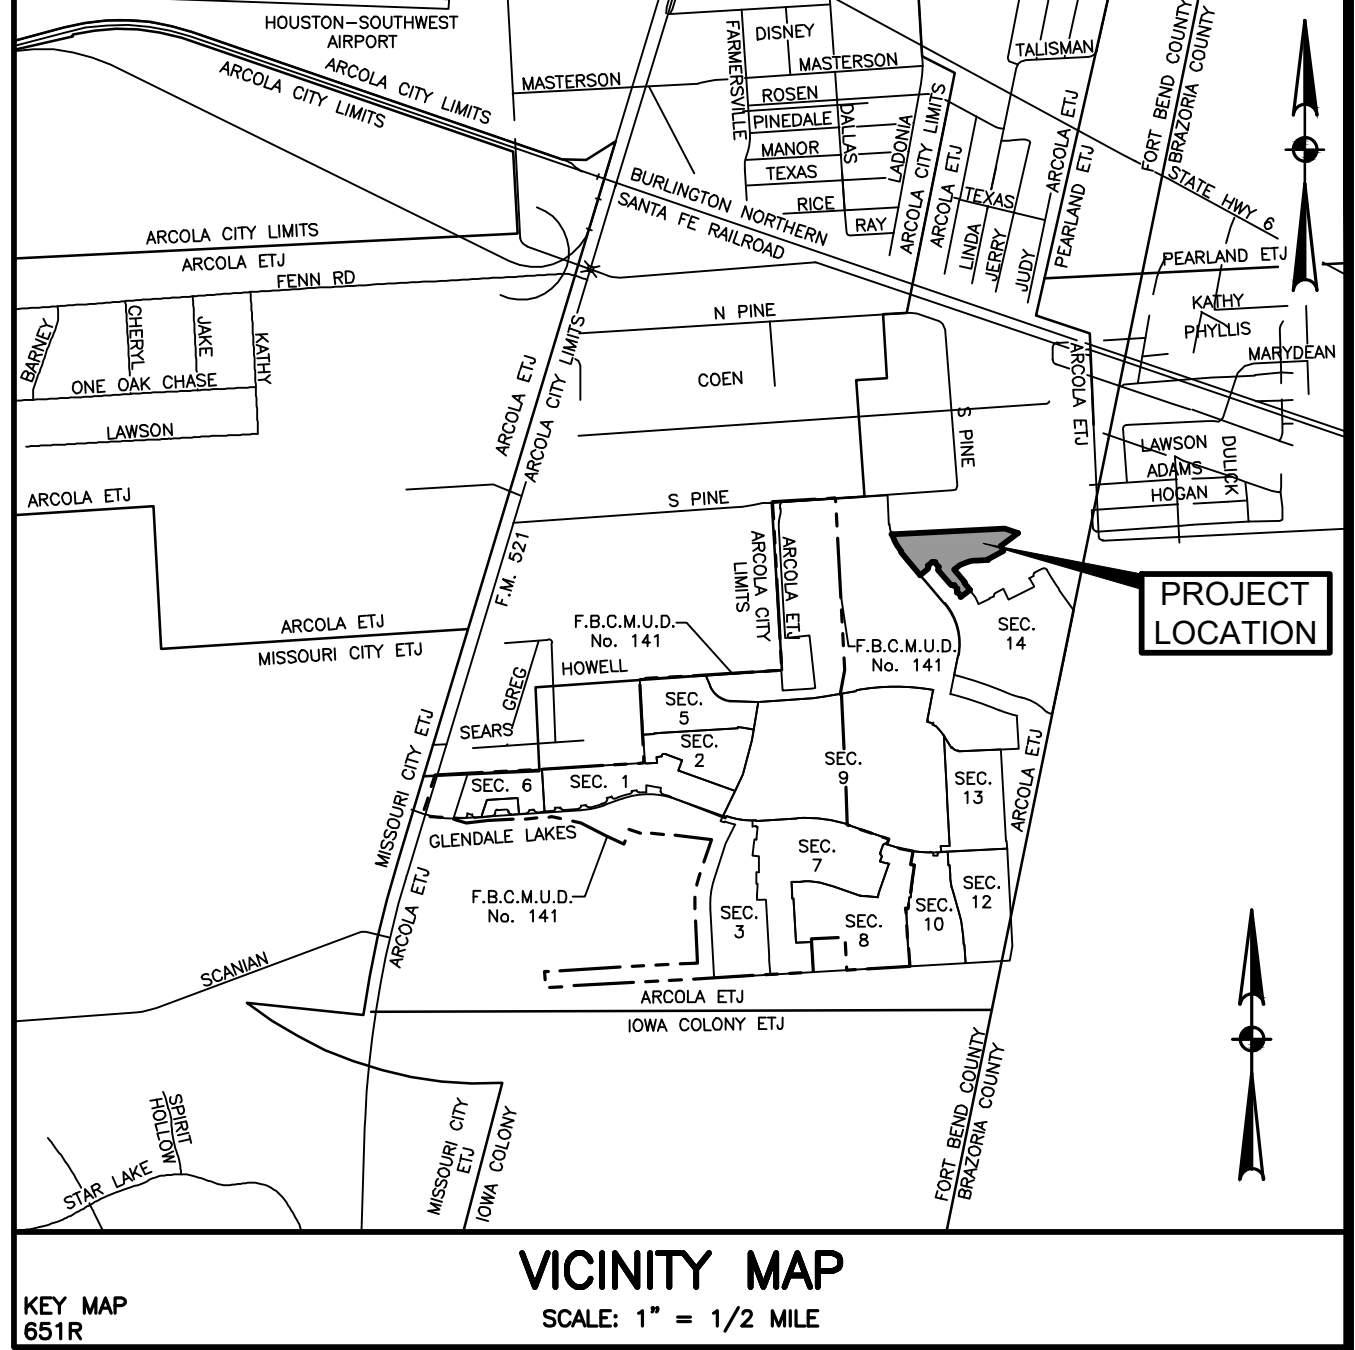 HOUSTON-SOUTHWEST
AIRPORT
ARCOLA CITY LIMITS
ARCOLA CITY LIMITS
MASTERSON
FARMERSVILLE
DISNEY
MASTERSON
ROSEN
PINEDALE
MANOR
TEXAS
RICE
RAY
DALLAS
LADONIA
ARCOLA CITY LIMITS
ARCOLA ETJ
LINDA
JERRY
JUDY
TEXAS
TALISMAN
ARCOLA ETJ
PEARLAND ETJ
FORT BEND COUNTY
BRAZORIA COUNTY
STATE HWY 6
PEARLAND ETJ
KATHY
PHYLLIS
MARYDEAN
BURLINGTON NORTHERN
SANTA FE RAILROAD
ARCOLA CITY LIMITS
ARCOLA ETJ
FENN RD
BARNEY
CHERYL
JAKE
KATHY
ONE OAK CHASE
LAWSON
ARCOLA ETJ
ARCOLA CITY LIMITS
N PINE
COEN
S PINE
ARCOLA ETJ
LAWSON
ADAMS
HOGAN
DULICK
ARCOLA ETJ
S PINE
F.M. 521
ARCOLA CITY
LIMITS
ARCOLA ETJ
PROJECT
LOCATION
ARCOLA ETJ
MISSOURI CITY ETJ
F.B.C.M.U.D.
No. 141
F.B.C.M.U.D.
No. 141
SEC.
14
HOWELL
GREG
SEARS
SEC.
5
SEC.
2
SEC.
9
SEC.
13
ARCOLA ETJ
MISSOURI CITY ETJ
ARCOLA ETJ
SEC. 6
SEC. 1
GLENDALE LAKES
F.B.C.M.U.D.
No. 141
SEC.
7
SEC.
3
SEC.
8
SEC.
10
SEC.
12
SCANIAN
ARCOLA ETJ
IOWA COLONY ETJ
FORT BEND COUNTY
BRAZORIA COUNTY
SPIRIT
HOLLOW
STAR LAKE
MISSOURI CITY
ETJ
IOWA COLONY
VICINITY MAP
SCALE: 1" = 1/2 MILE
KEY MAP
651R